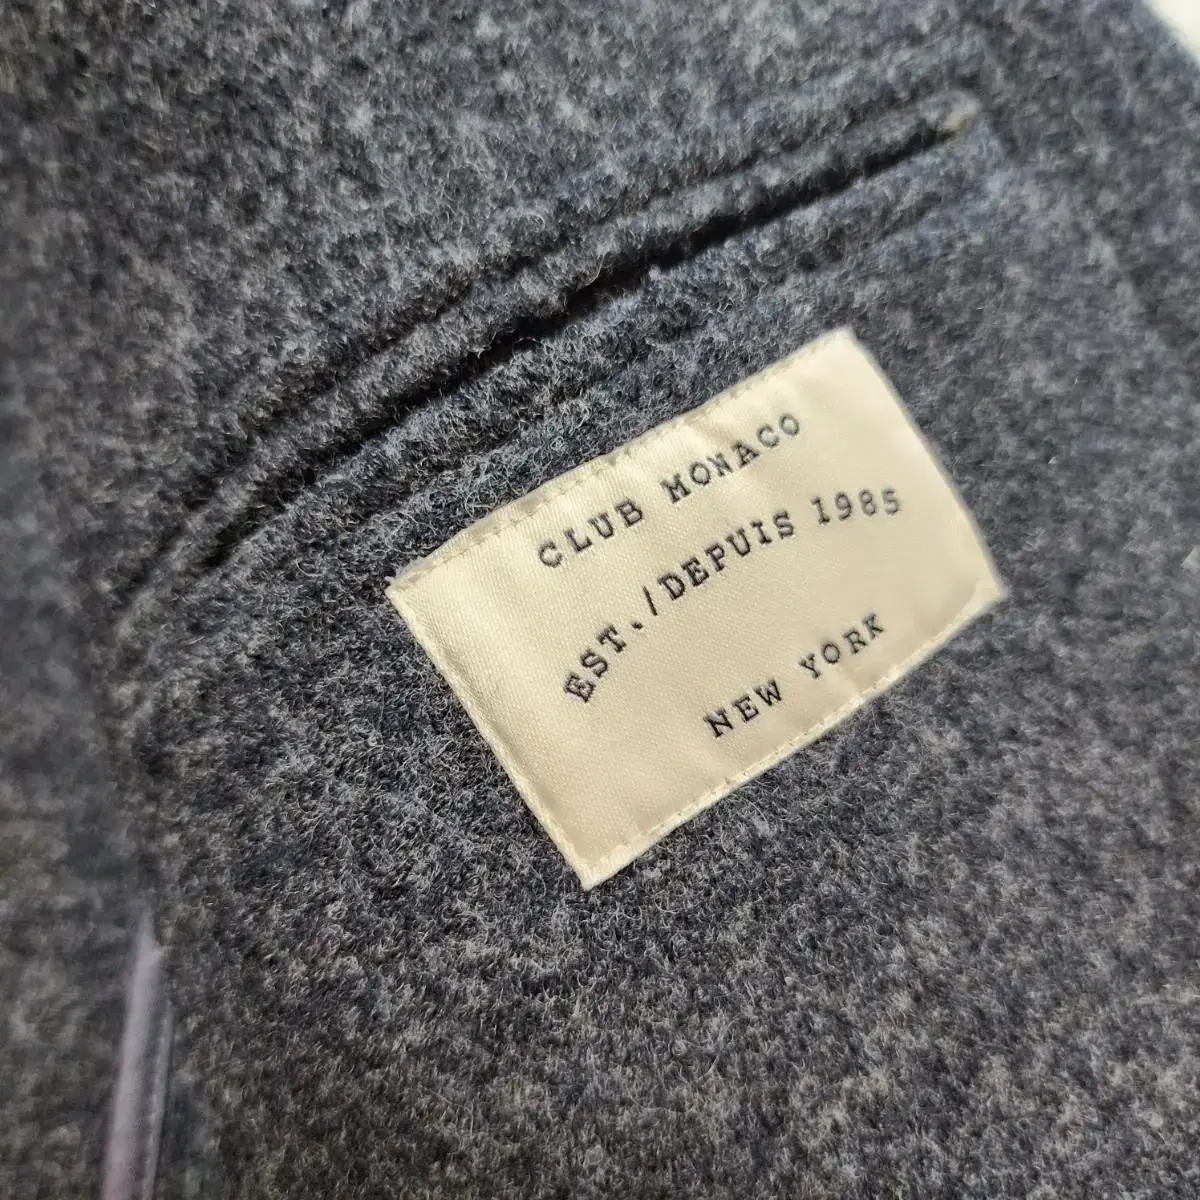 CLUB MONACO
EST./DEPUIS 1985
NEW YORK